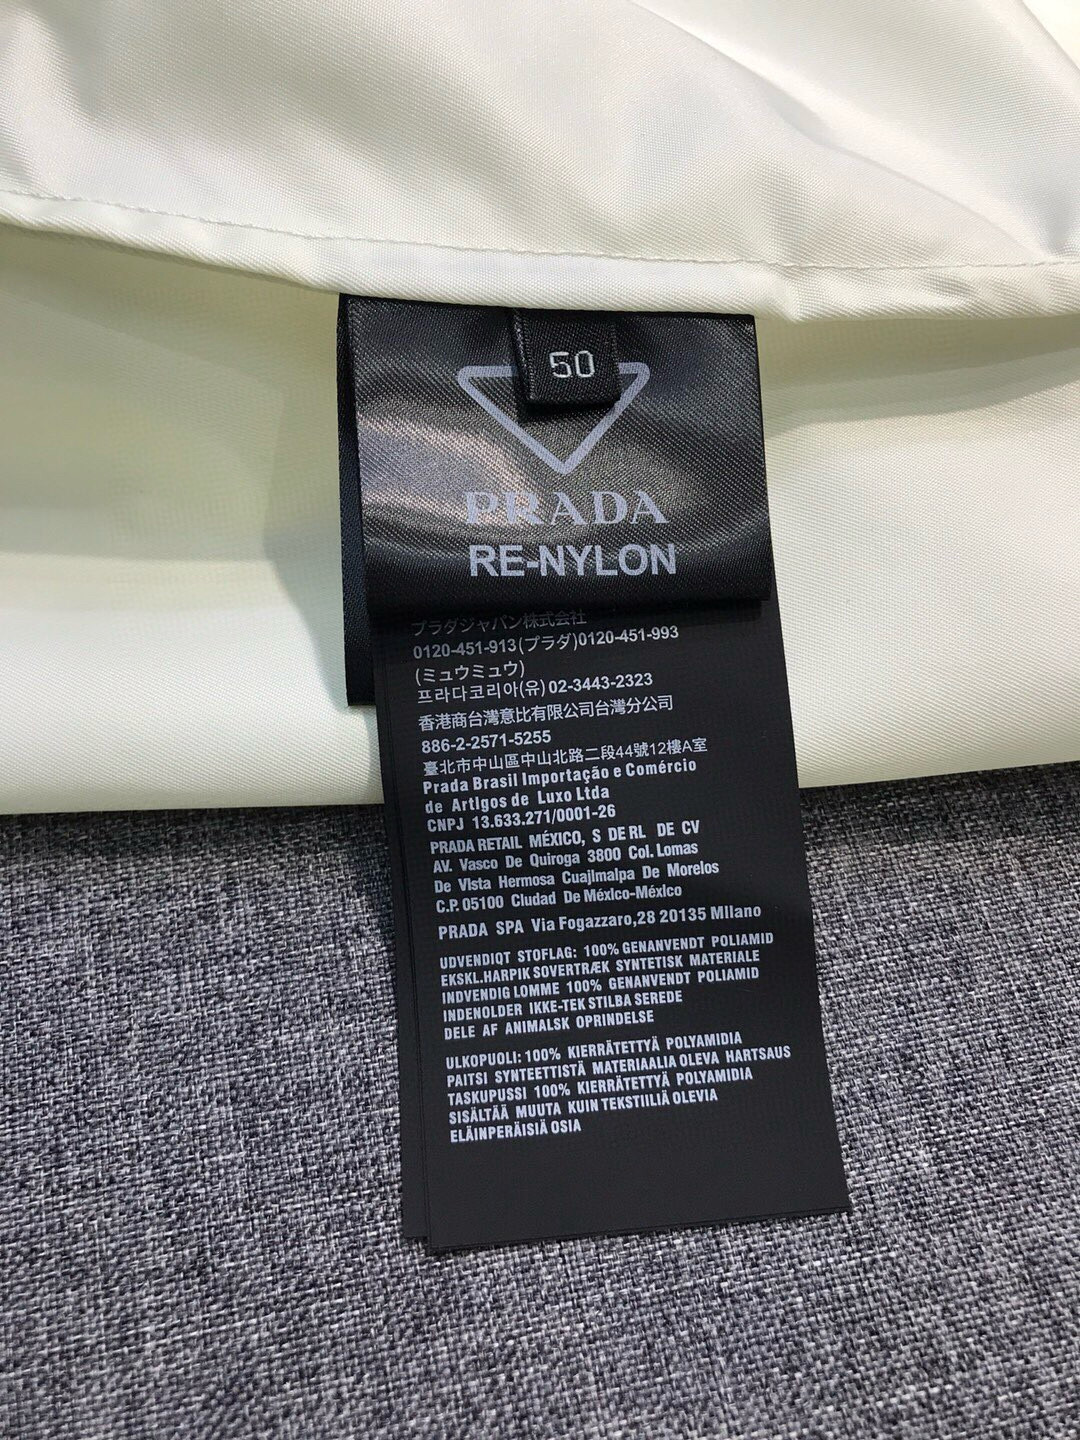 50
PRADA
RE-NYLON
プラダジャパン株式会社
0120-451-913(プラダ)0120-451-993
(ミュウミュウ)
프라다코리아(유) 02-3443-2323
香港商台灣意比有限公司台灣分公司
886-2-2571-5255
臺北市中山區中山北路二段44號12樓A室
Prada Brasil Importação e Comércio
de ArtIgos de Luxo Ltda
CNPJ 13.633.271/0001-26
PRADA RETAIL MÉXICO, S DE RL DE CV
AV. Vasco De Quiroga 3800 Col. Lomas
De Vista Hermosa CuajImalpa De Morelos
C.P. 05100 Ciudad De México-México
PRADA SPA Via Fogazzaro,28 20135 MIlano
UDVENDIQT STOFLAG: 100% GENANVENDT POLIAMID
EKSKL.HARPIK SOVERTRÆK SYNTETISK MATERIALE
INDVENDIG LOMME 100% GENANVENDT POLIAMID
INDENOLDER IKKE-TEK STILBA SEREDE
DELE AF ANIMALSK OPRINDELSE
ULKOPUOLI: 100% KIERRÄTETTYÄ POLYAMIDIA
PAITSI SYNTEETTISTÄ MATERIAALIA OLEVA HARTSAUS
TASKUPUSSI 100% KIERRÄTETTYÄ POLYAMIDIA
SISÄLTÄÄ MUUTA KUIN TEKSTIILIÄ OLEVIA
ELÄINPERÄISIÄ OSIA